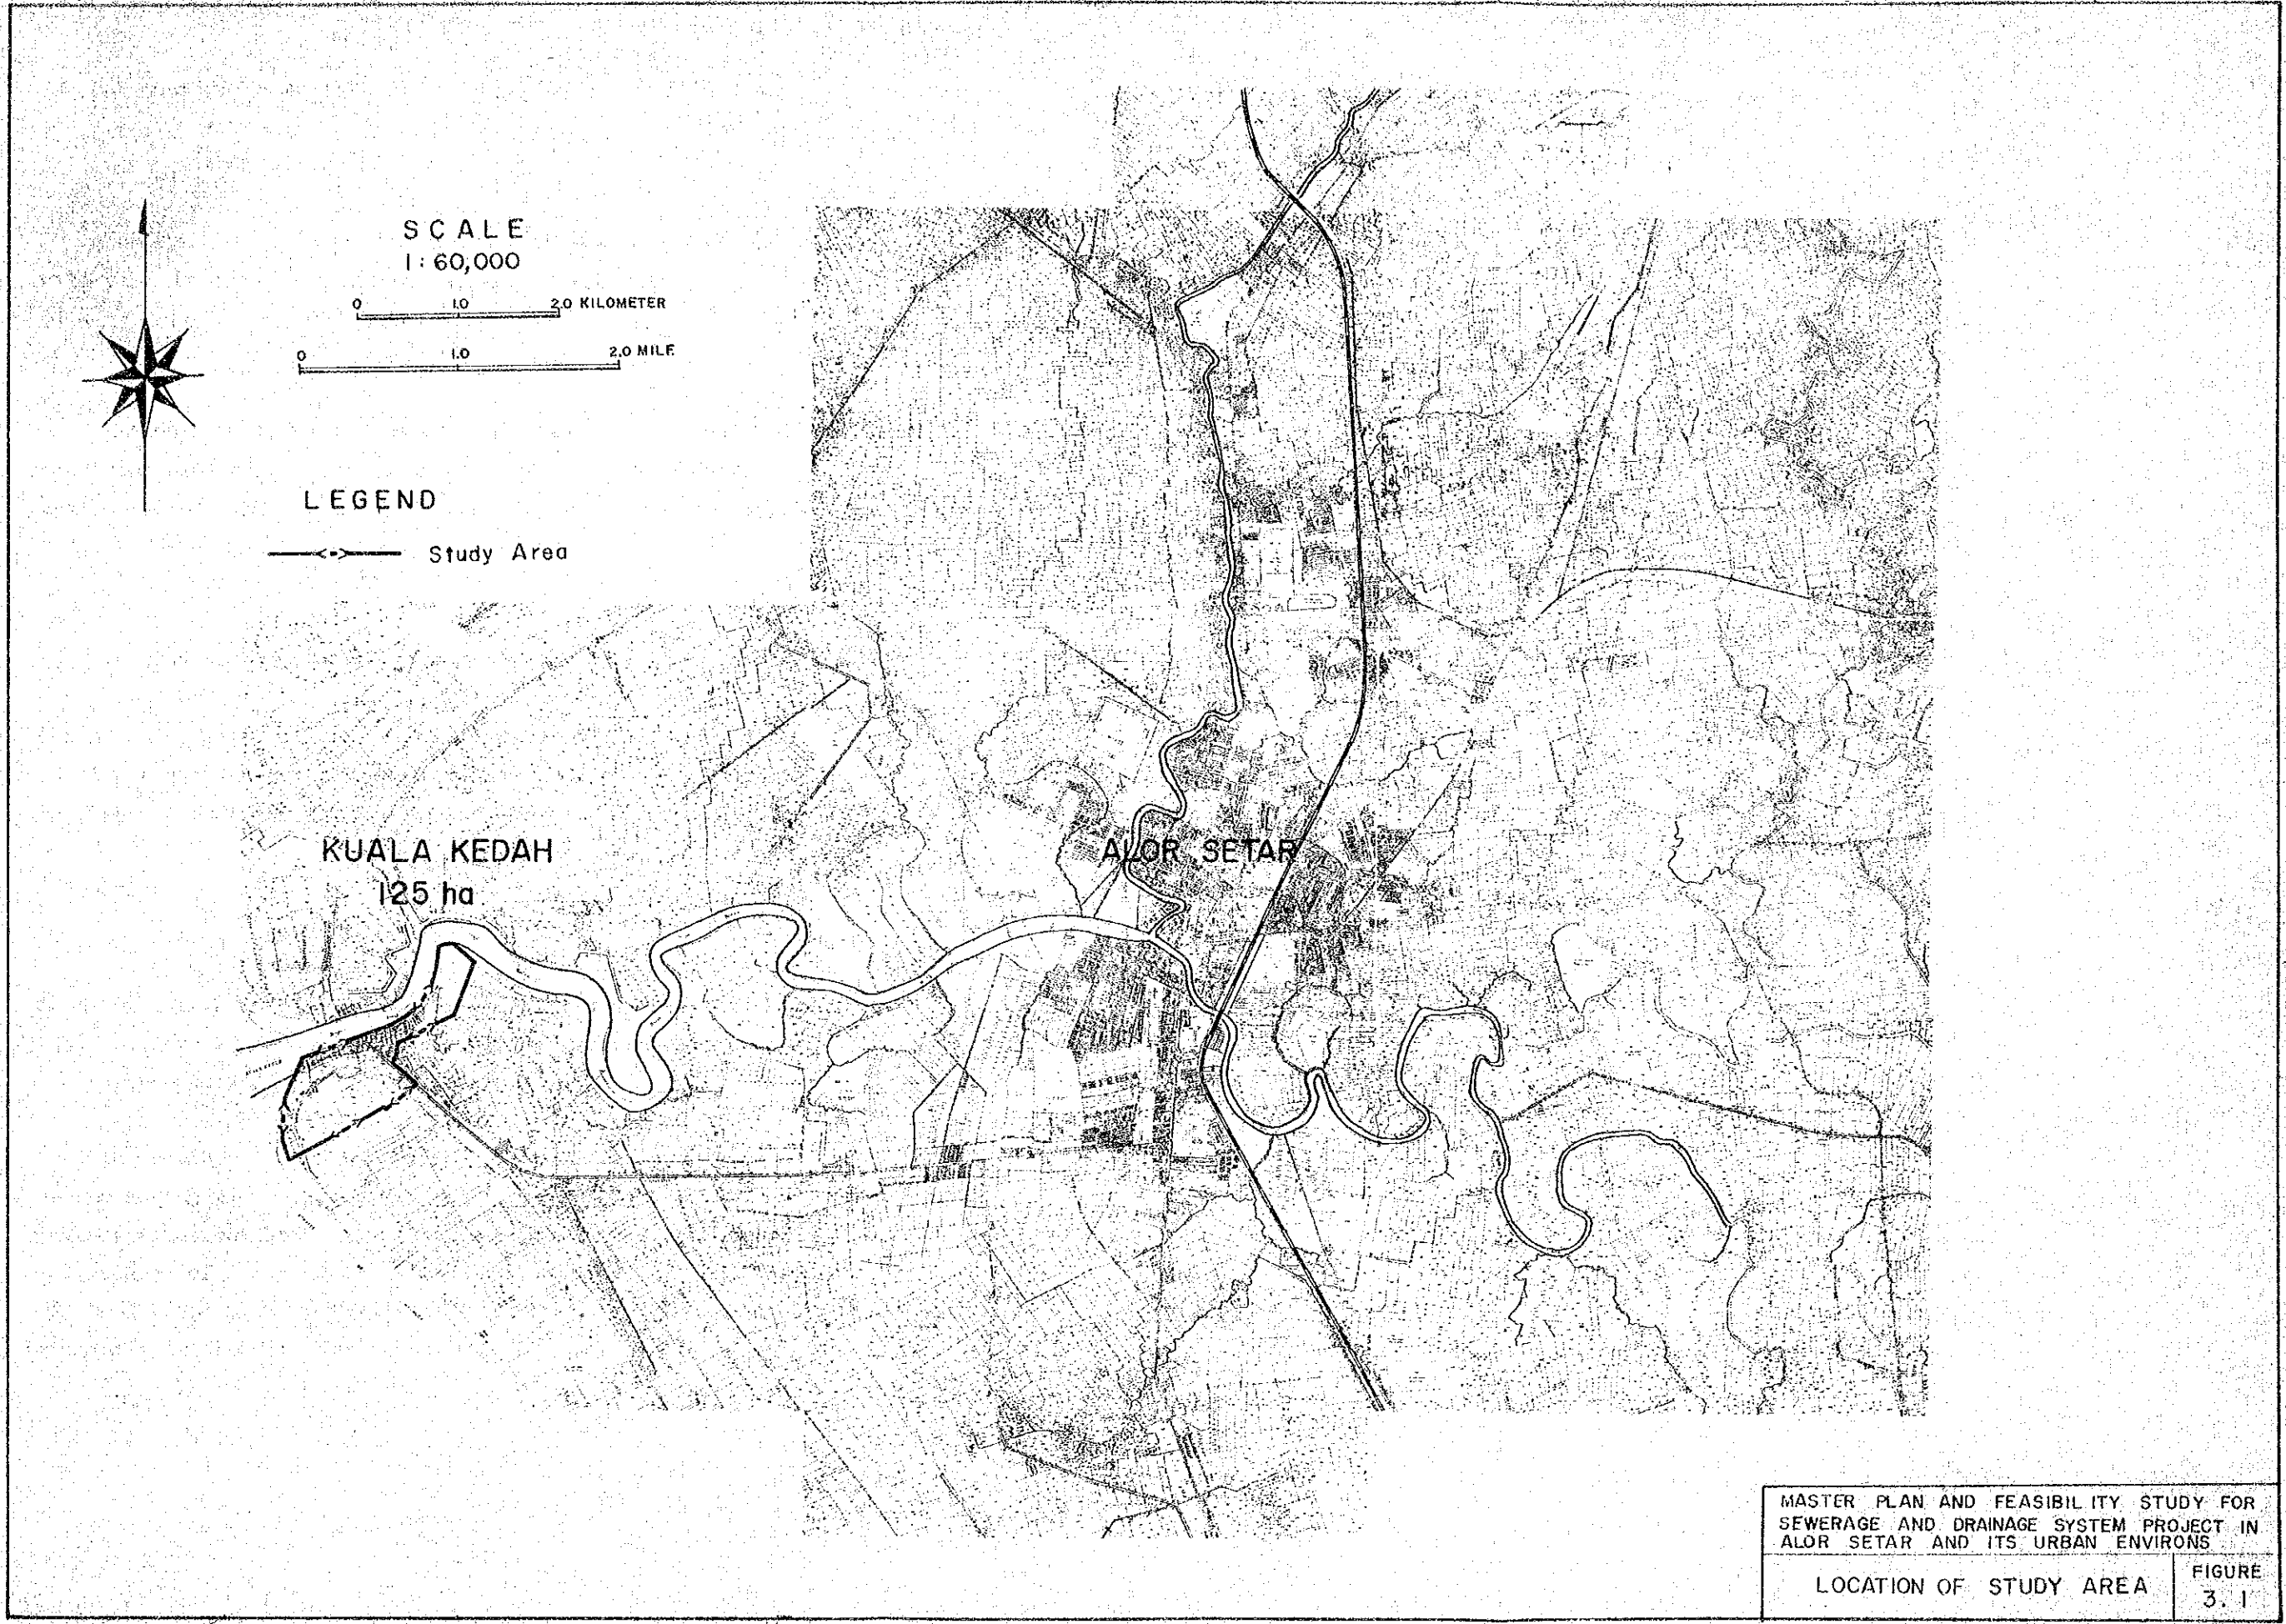 SCALE
1:60,000
0 1.0 2.0 KILOMETER
0 1.0 2.0 MILE
LEGEND
Study Area
KUALA KEDAH
125 ha
ALOR SETAR
MASTER PLAN AND FEASIBILITY STUDY FOR
SEWERAGE AND DRAINAGE SYSTEM PROJECT IN
ALOR SETAR AND ITS URBAN ENVIRONS
LOCATION OF STUDY AREA
FIGURE
3.1